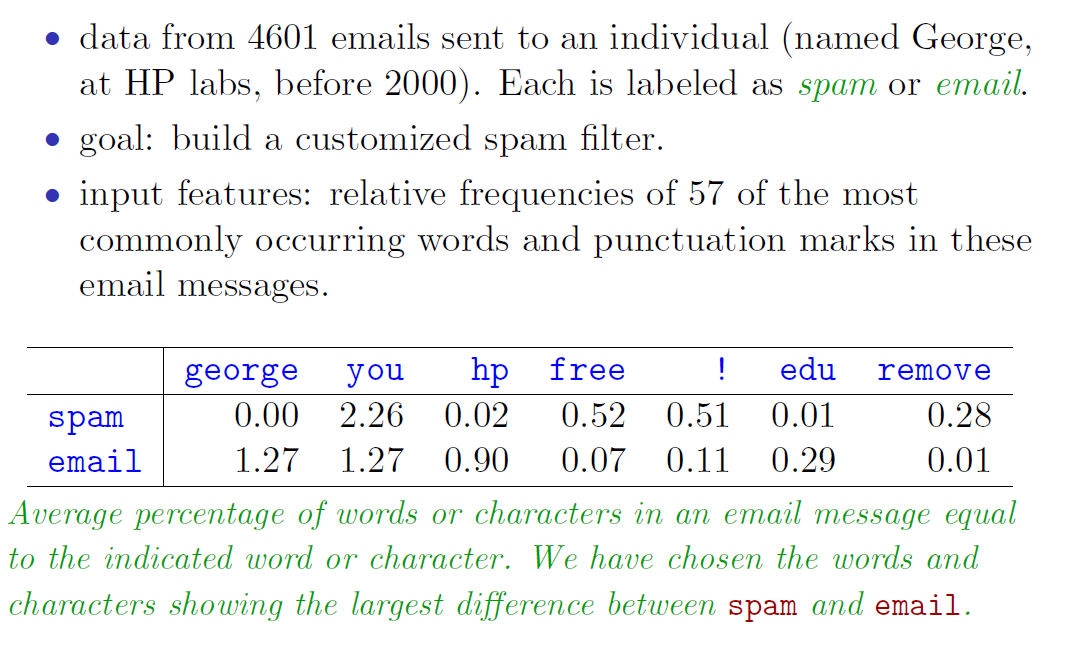 • data from 4601 emails sent to an individual (named George,
at HP labs, before 2000). Each is labeled as spam or email.
• goal: build a customized spam filter.
• input features: relative frequencies of 57 of the most
commonly occurring words and punctuation marks in these
email messages.
george you hp free ! edu remove
spam 0.00 2.26 0.02 0.52 0.51 0.01 0.28
email 1.27 1.27 0.90 0.07 0.11 0.29 0.01
Average percentage of words or characters in an email message equal
to the indicated word or character. We have chosen the words and
characters showing the largest difference between spam and email.